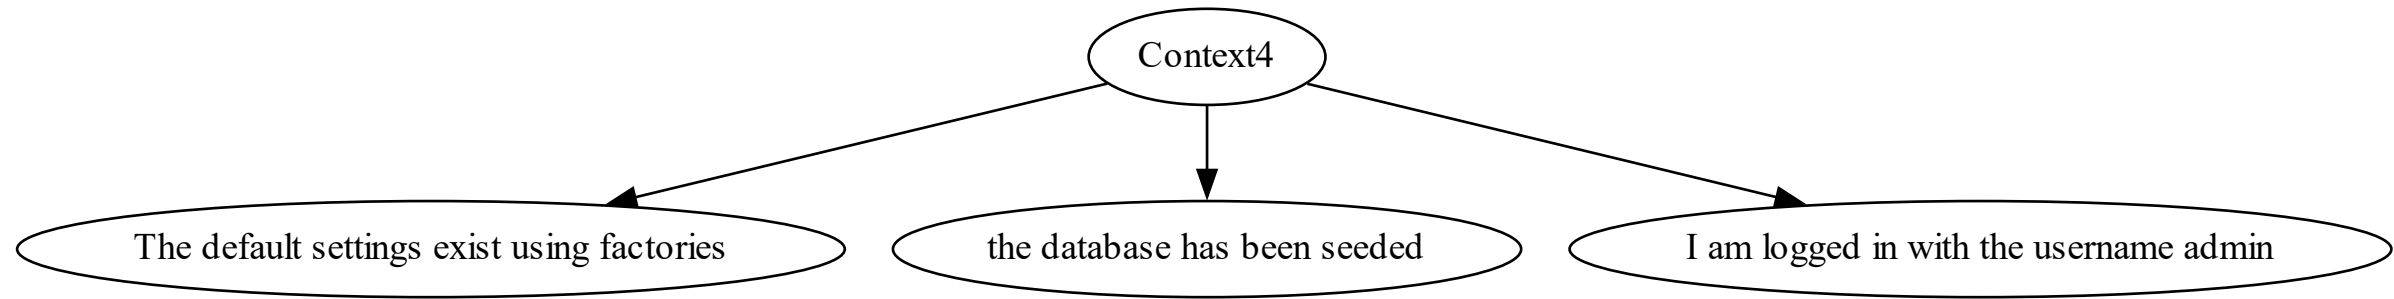 Context4
The default settings exist using factories
the database has been seeded
I am logged in with the username admin